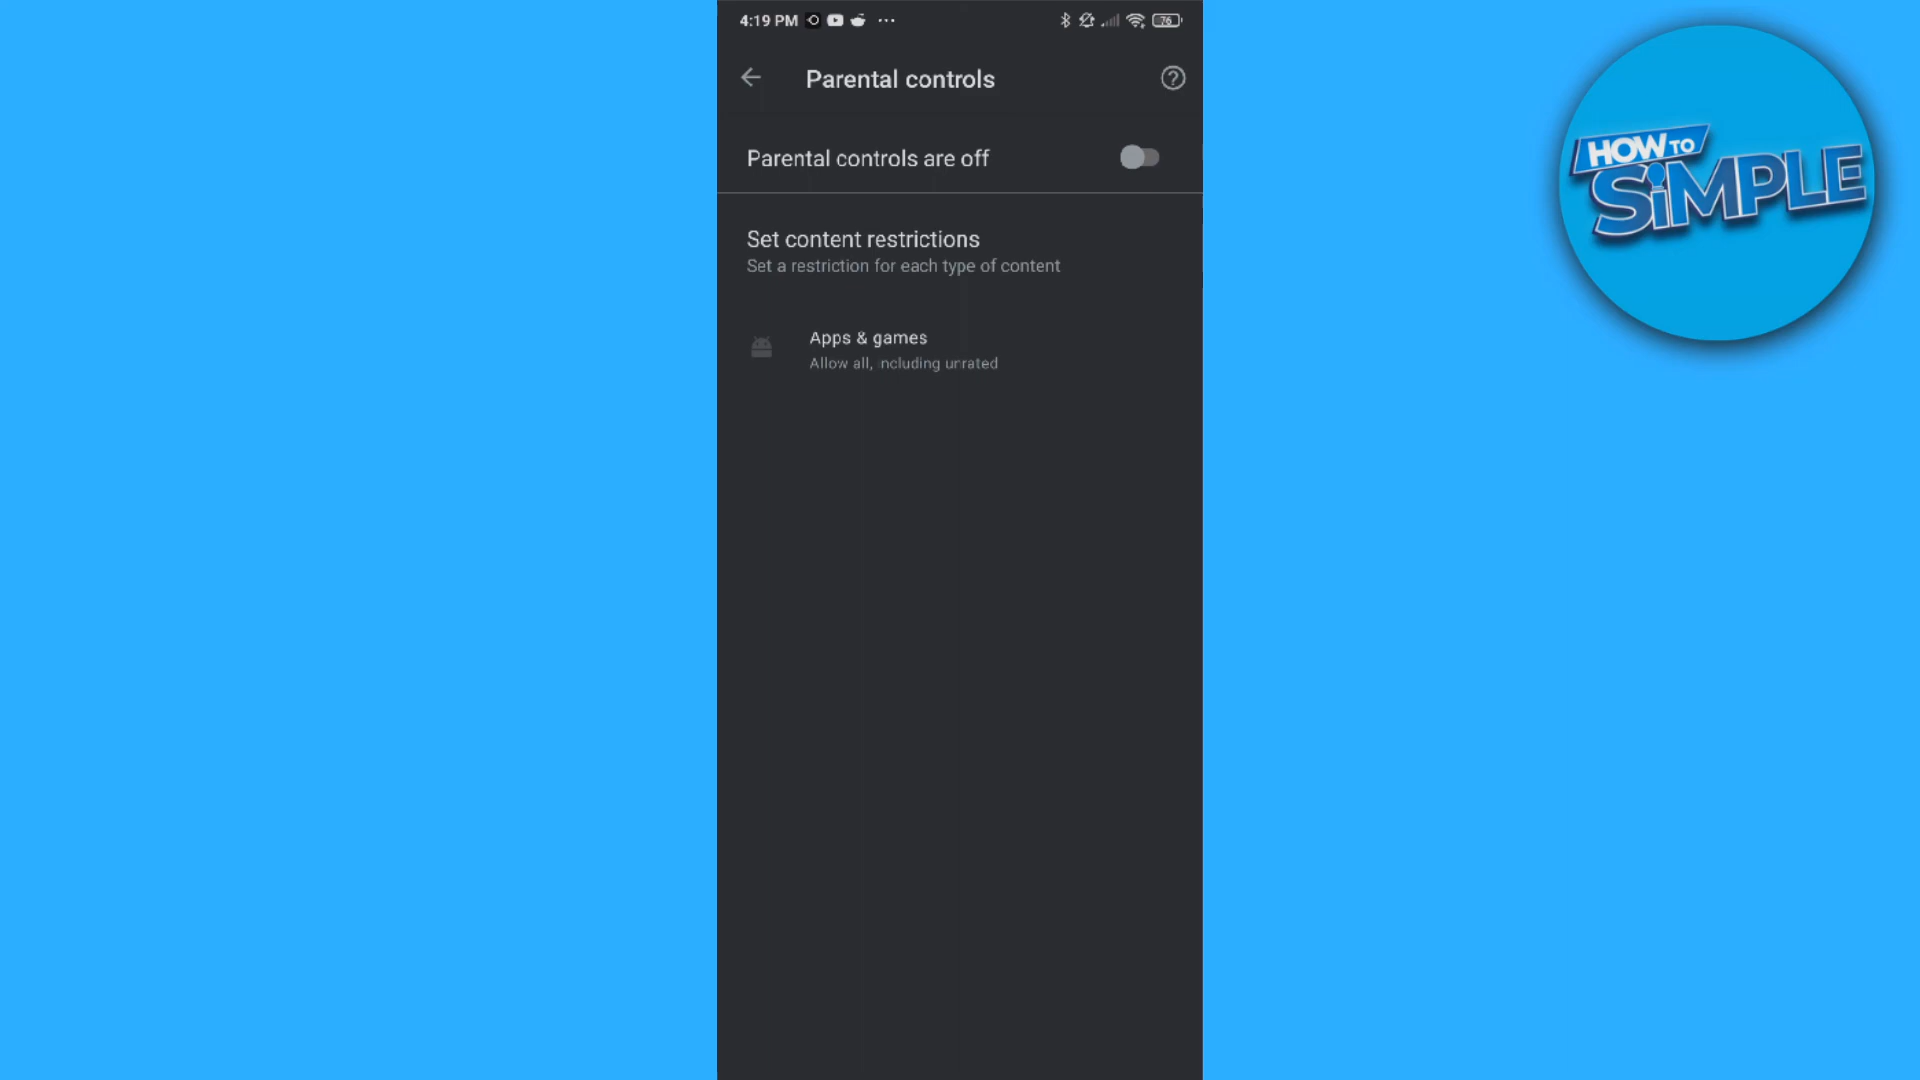 4:19 PM
76
Parental controls
Parental controls are off
Set content restrictions
Set a restriction for each type of content
Apps & games
Allow all, including unrated
HOW TO
SiMPLE